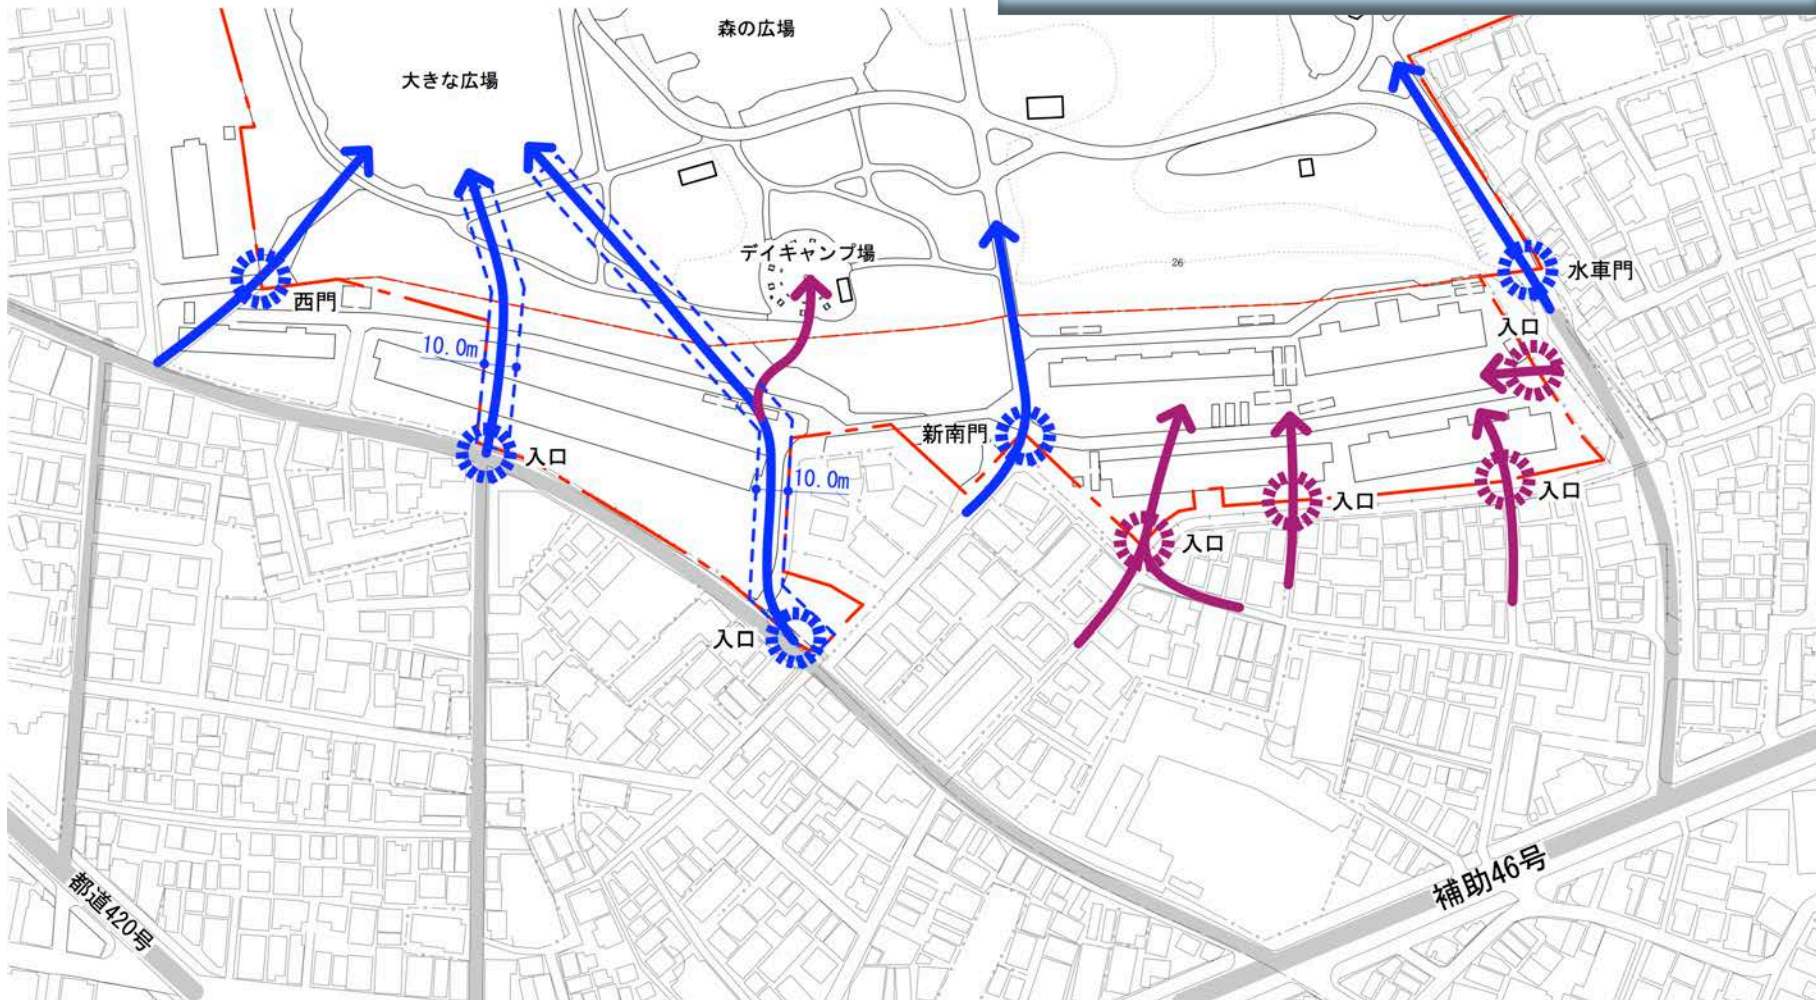 森の広場
大きな広場
デイキャンプ場
26
水車門
西門
入口
10.0m
新南門
入口
10.0m
入口
入口
入口
入口
補助46号
都道420号